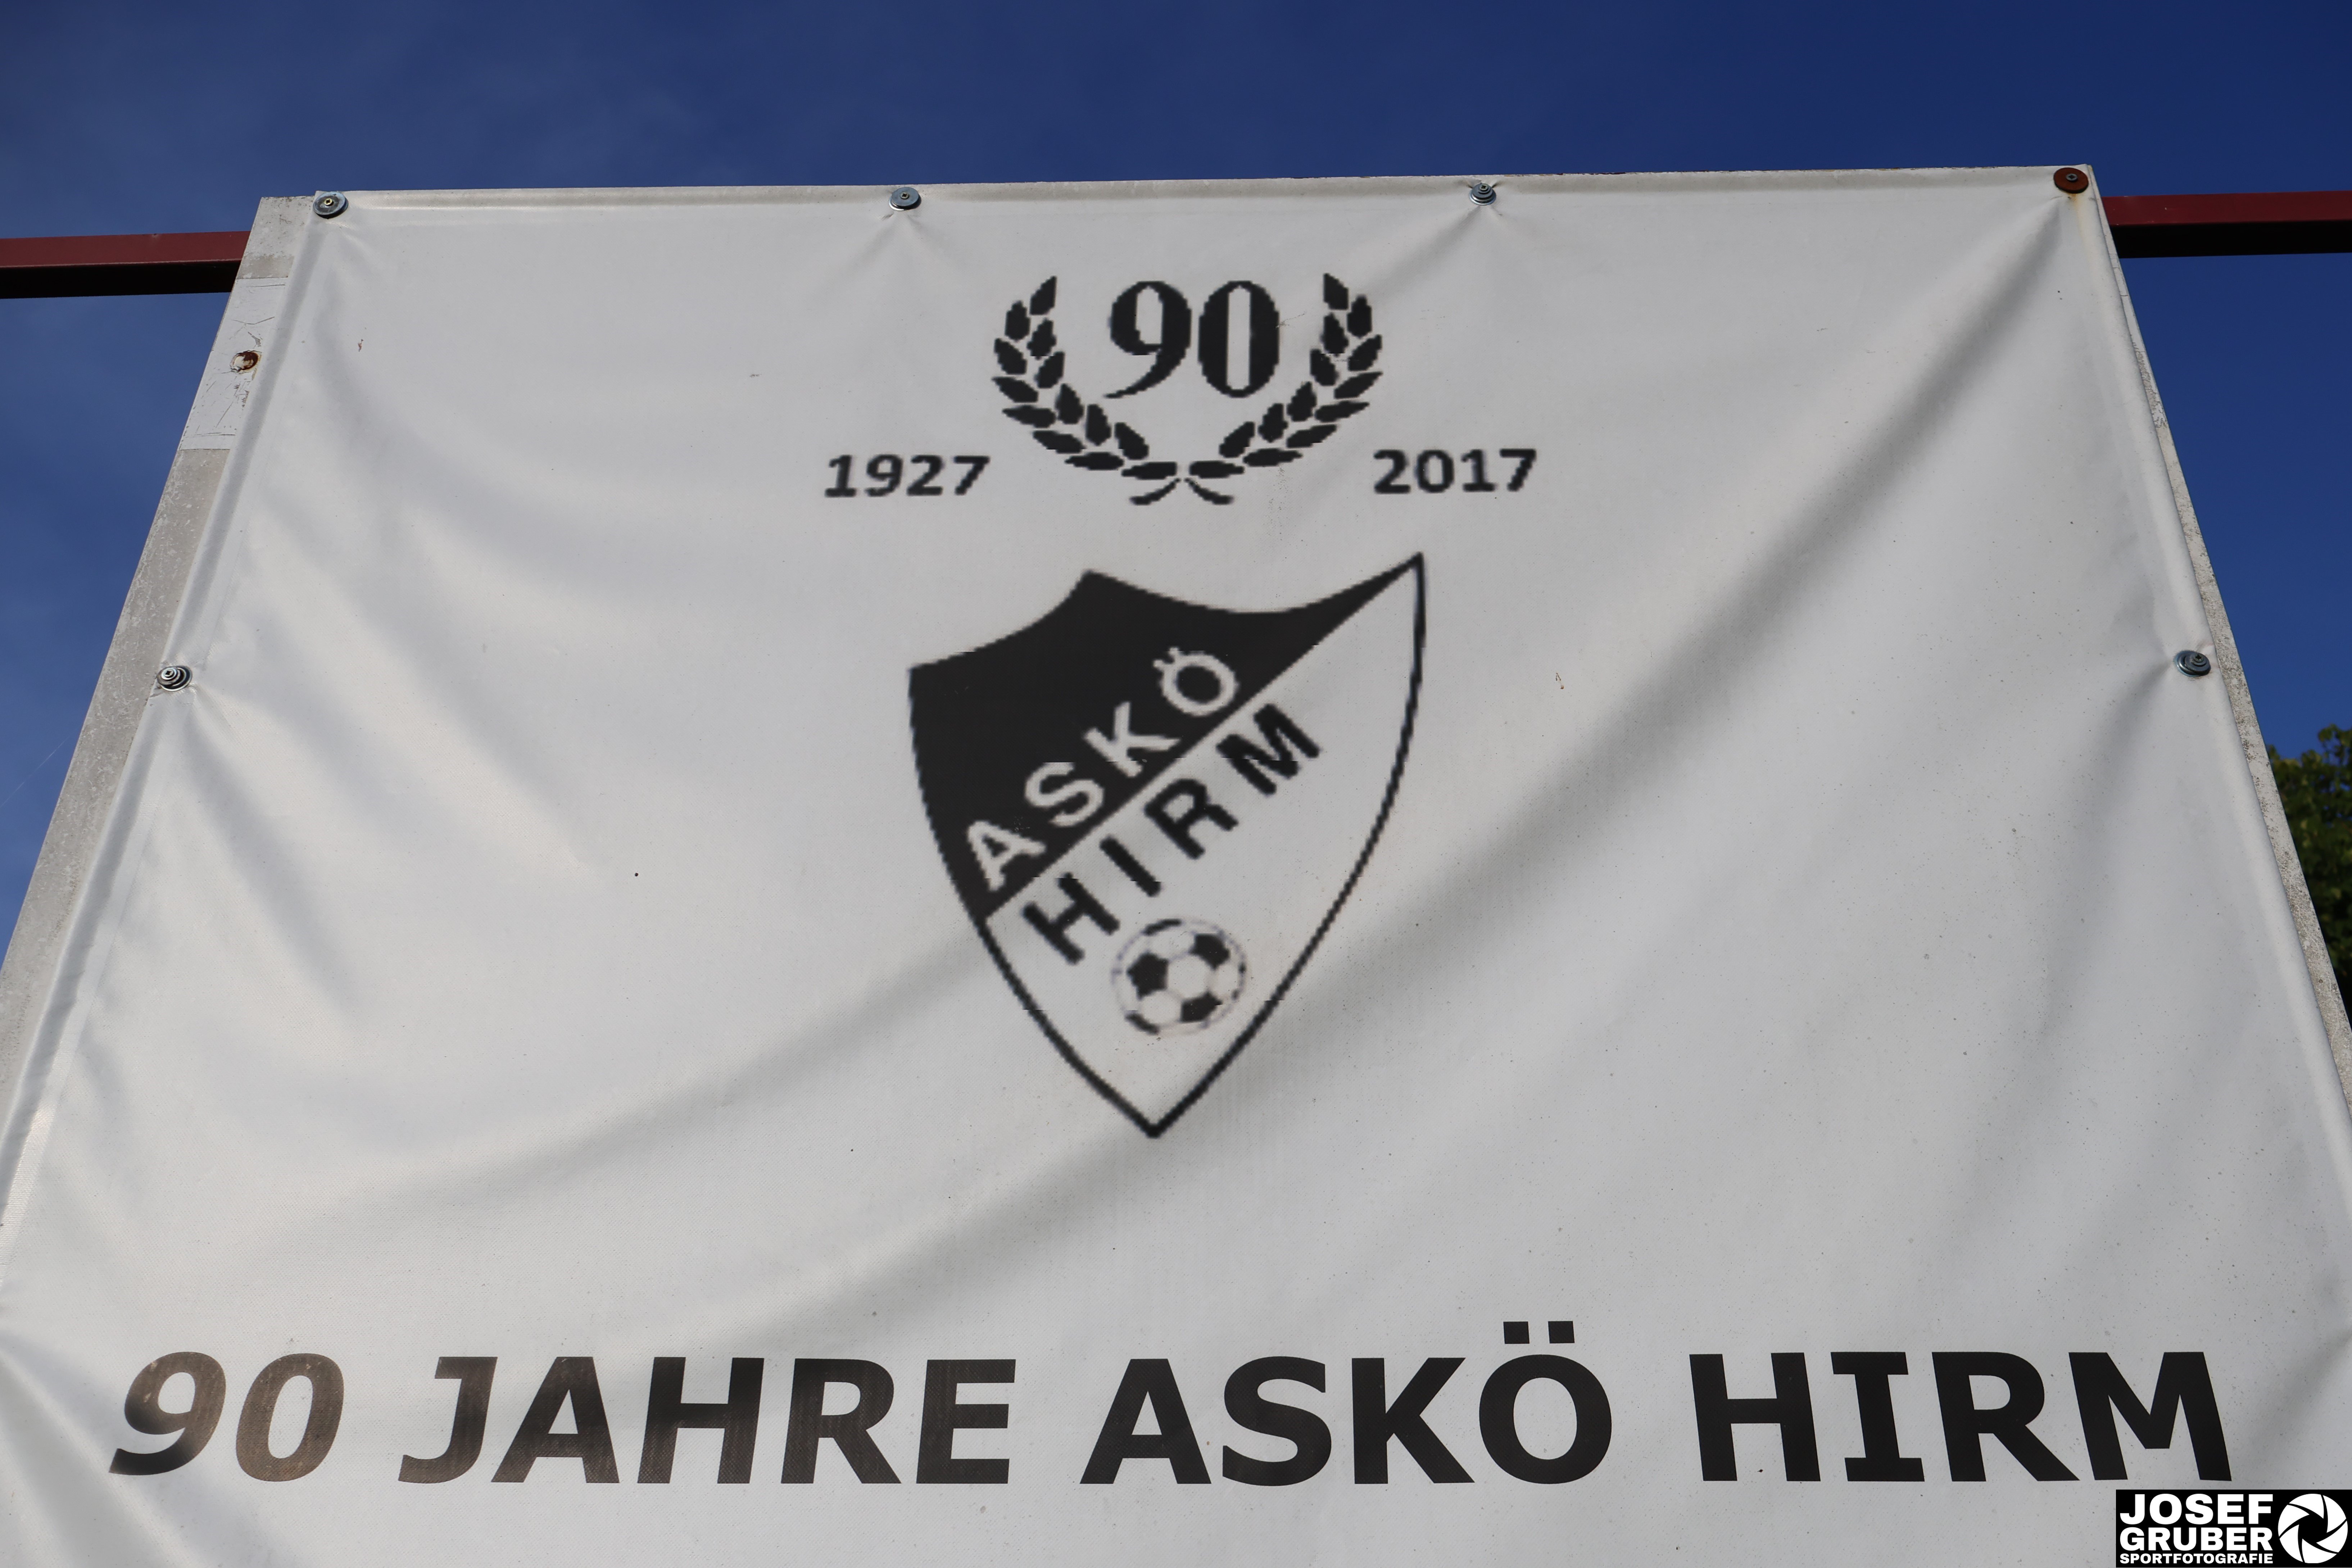 90
1927 2017
ASKÖ
HIRM
90 JAHRE ASKÖ HIRM
JOSEF
GRUBER
SPORTFOTOGRAFIE